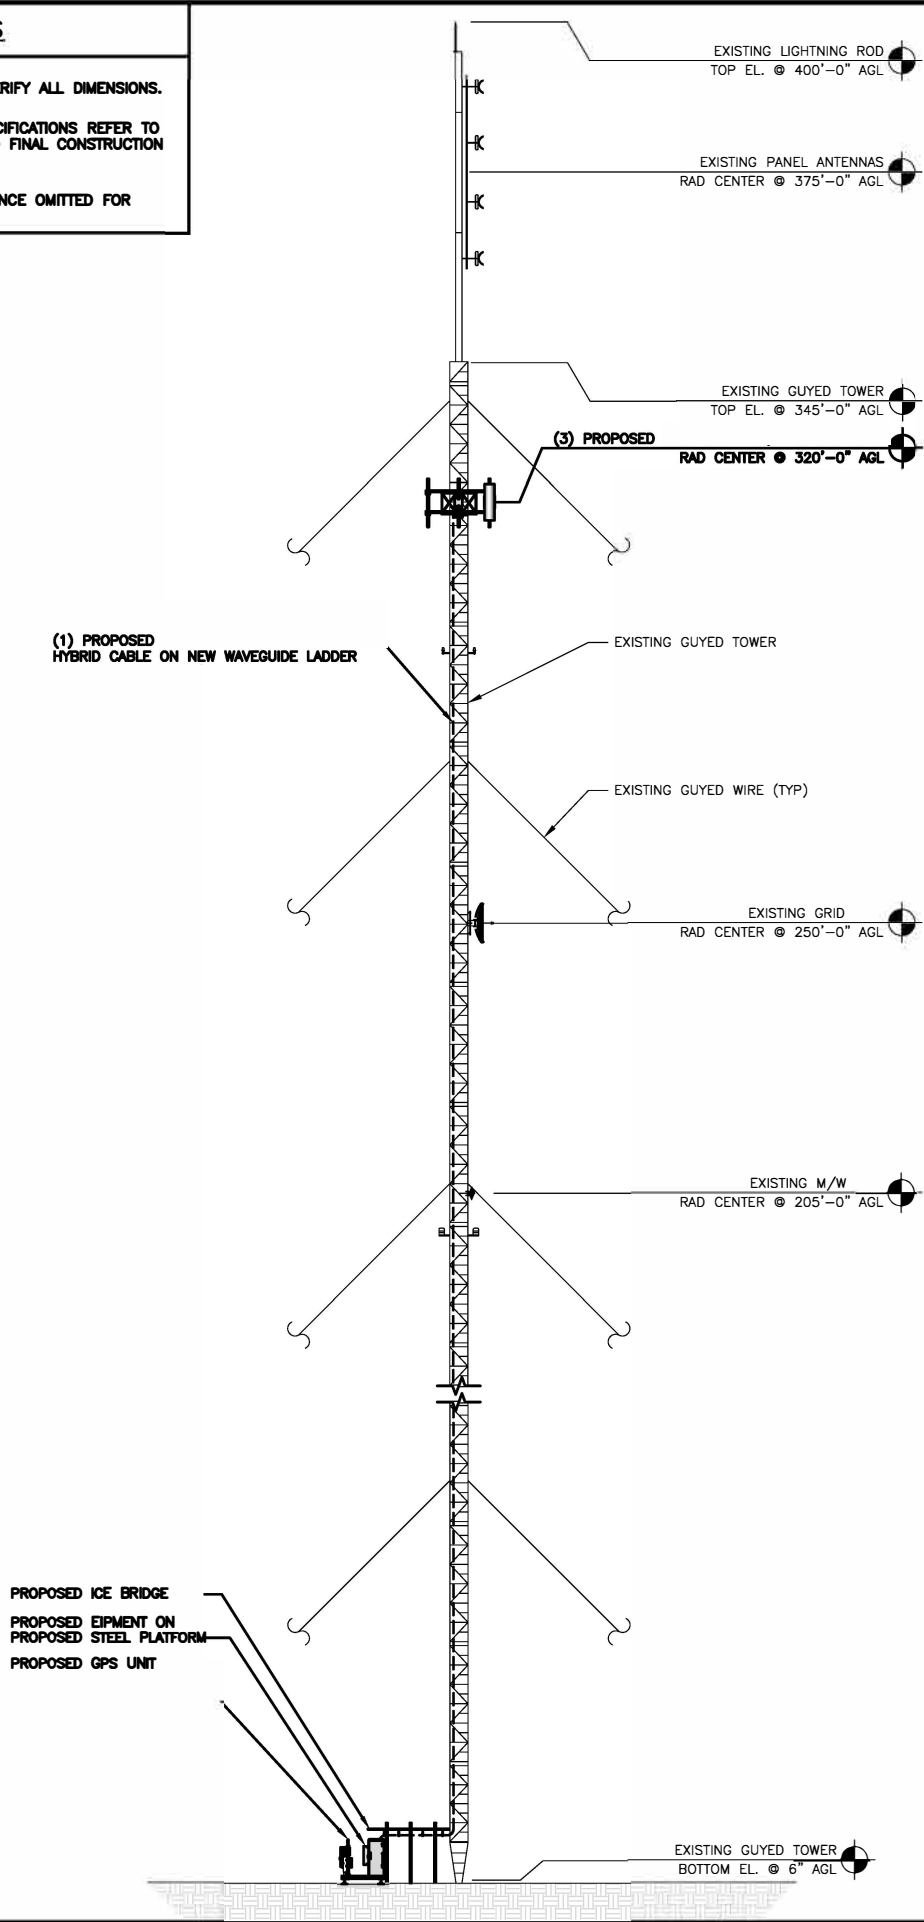 RIFY ALL DIMENSIONS.
CIFICATIONS REFER TO
FINAL CONSTRUCTION
NCE OMITTED FOR
EXISTING LIGHTNING ROD
TOP EL. @ 400'-0" AGL
EXISTING PANEL ANTENNAS
RAD CENTER @ 375'-0" AGL
EXISTING GUYED TOWER
TOP EL. @ 345'-0" AGL
(3) PROPOSED
RAD CENTER @ 320'-0" AGL
(1) PROPOSED
HYBRID CABLE ON NEW WAVEGUIDE LADDER
EXISTING GUYED TOWER
EXISTING GUYED WIRE (TYP)
EXISTING GRID
RAD CENTER @ 250'-0" AGL
EXISTING M/W
RAD CENTER @ 205'-0" AGL
PROPOSED ICE BRIDGE
PROPOSED EIPMENT ON
PROPOSED STEEL PLATFORM
PROPOSED GPS UNIT
EXISTING GUYED TOWER
BOTTOM EL. @ 6" AGL